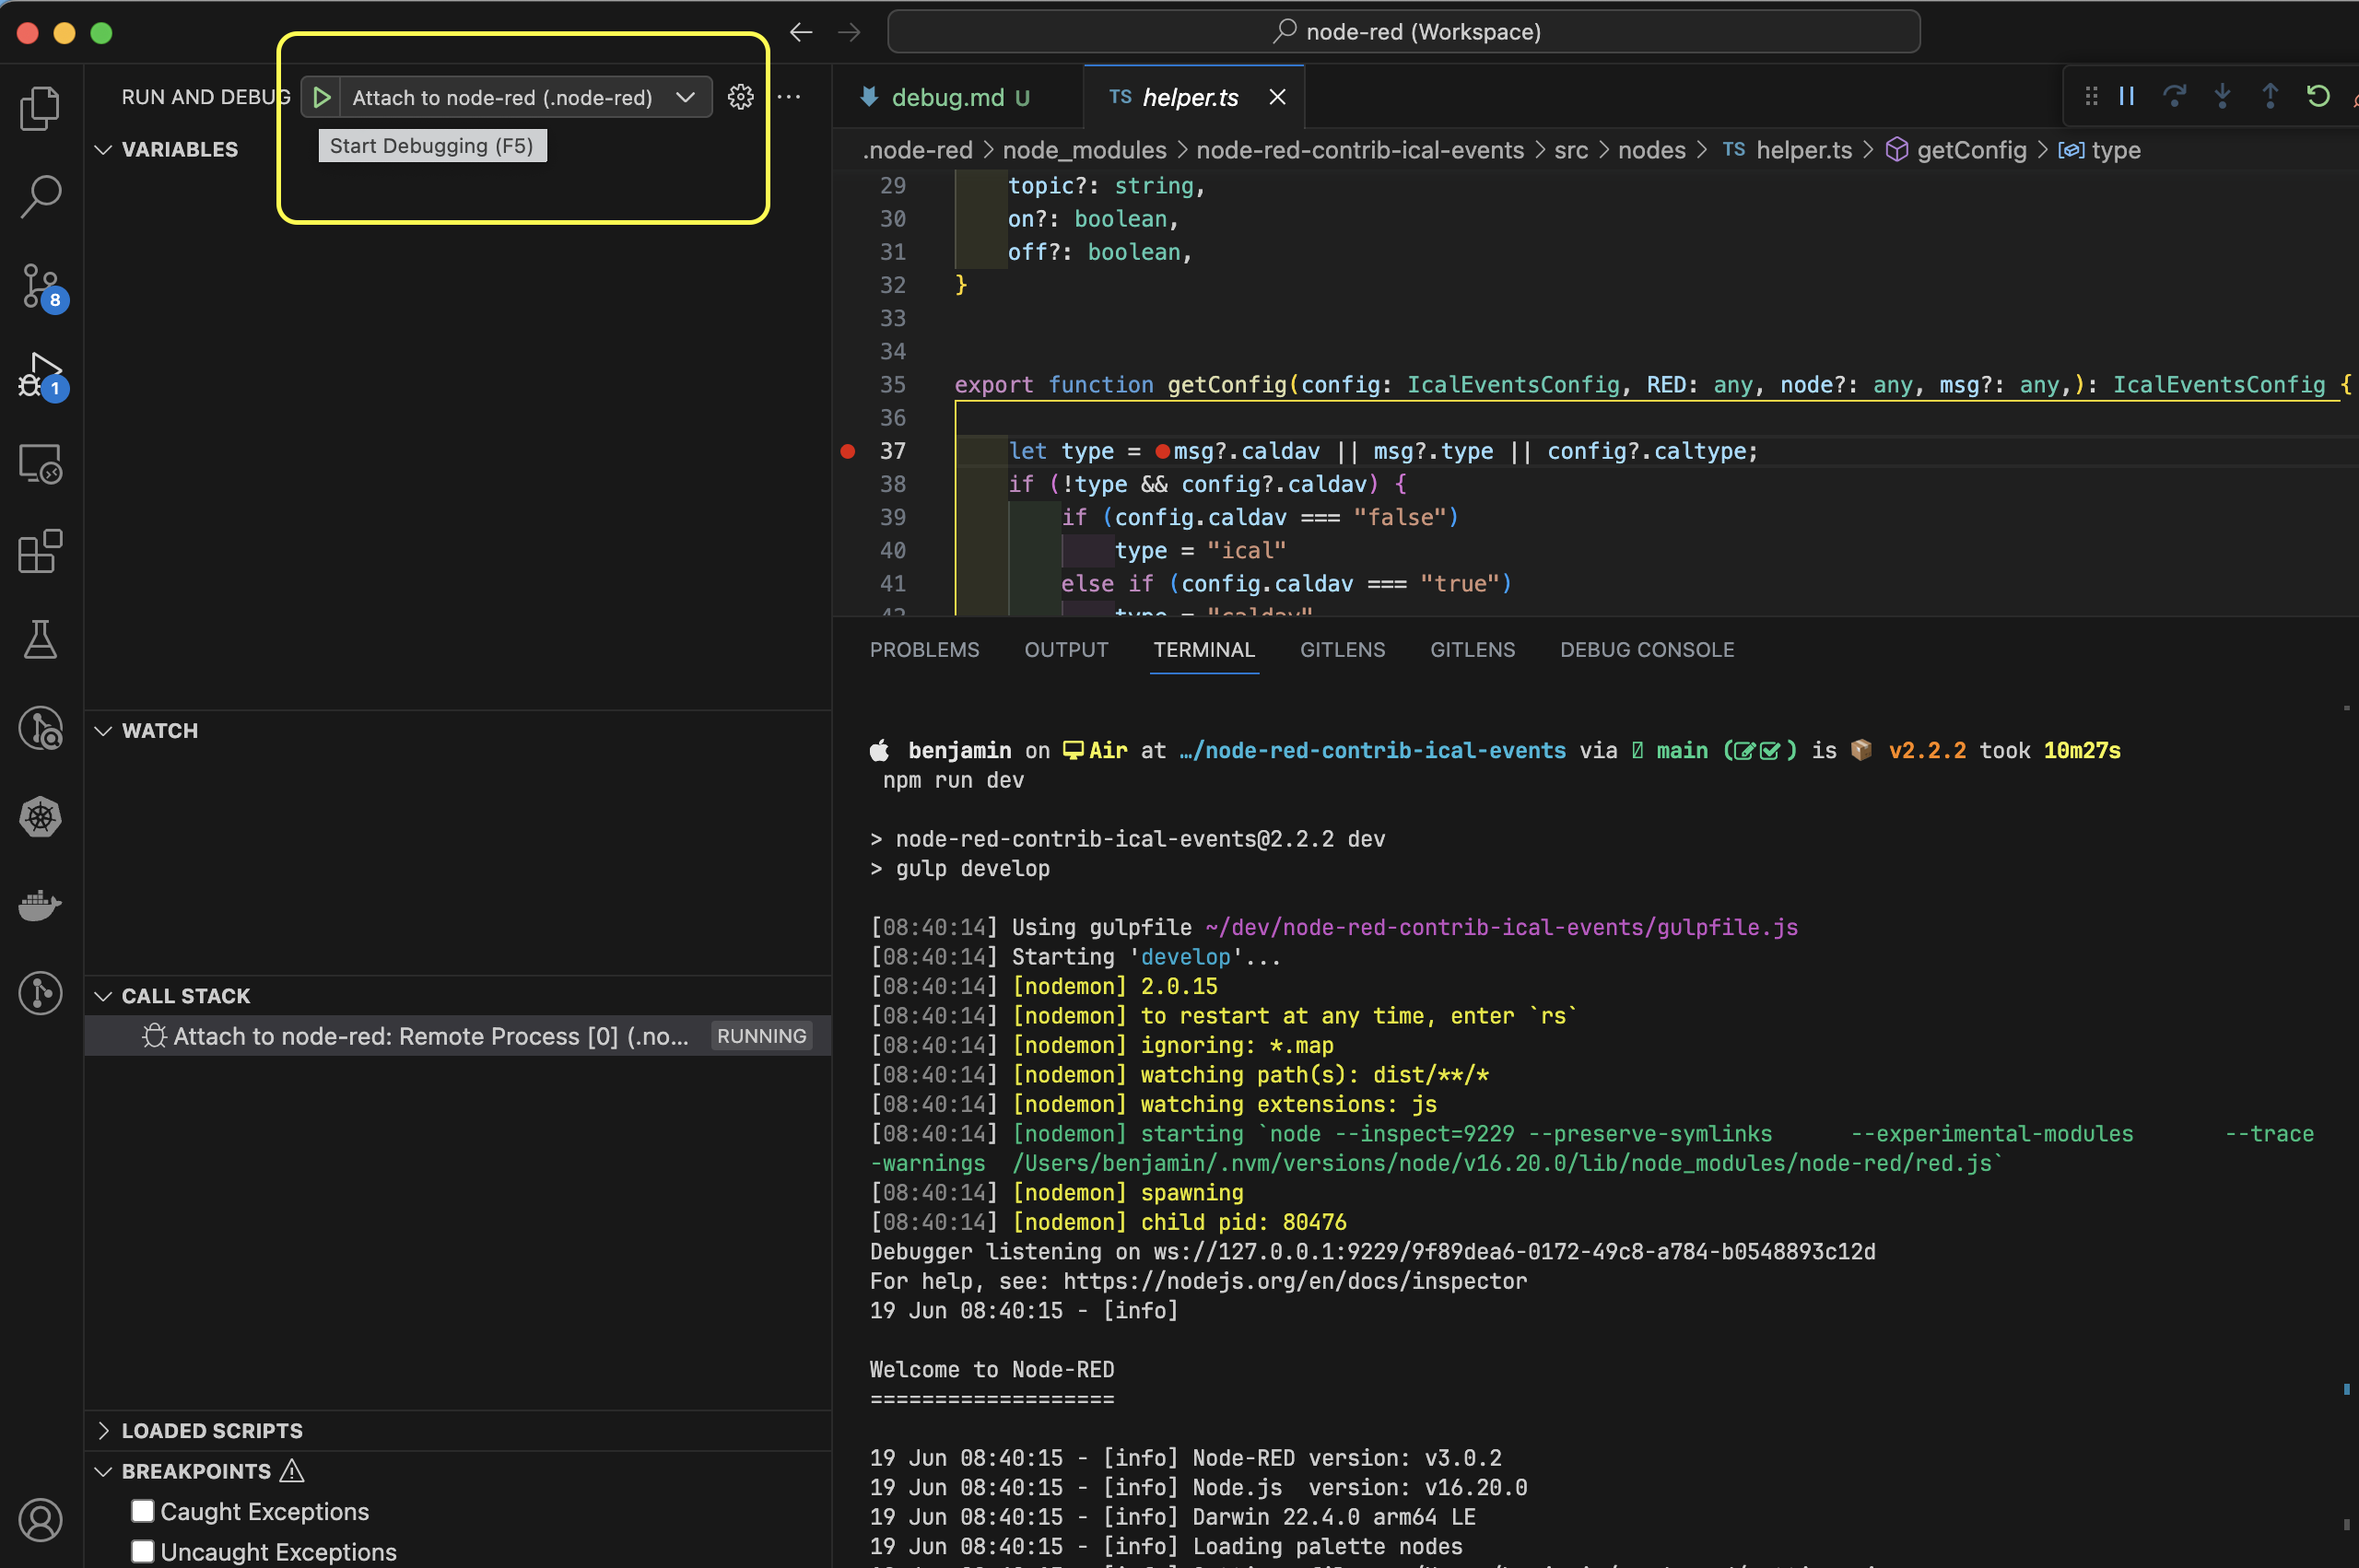 node-red (Workspace)
RUN AND DEBUG
Attach to node-red (.node-red)
Start Debugging (F5)
VARIABLES
8
1
WATCH
CALL STACK
Attach to node-red: Remote Process [0] (.no... RUNNING
LOADED SCRIPTS
BREAKPOINTS
Caught Exceptions
Uncaught Exceptions
debug.md U
TS helper.ts
.node-red > node_modules > node-red-contrib-ical-events > src > nodes > TS helper.ts > getConfig > type
29 topic?: string,
30 on?: boolean,
31 off?: boolean,
32 }
33
34
35 export function getConfig(config: IcalEventsConfig, RED: any, node?: any, msg?: any,): IcalEventsConfig {
36
37 let type = msg?.caldav || msg?.type || config?.caltype;
38 if (!type && config?.caldav) {
39 if (config.caldav === "false")
40 type = "ical"
41 else if (config.caldav === "true")
42 type = "caldav"
PROBLEMS OUTPUT TERMINAL GITLENS GITLENS DEBUG CONSOLE
benjamin on Air at …/node-red-contrib-ical-events via main () is v2.2.2 took 10m27s
npm run dev
> node-red-contrib-ical-events@2.2.2 dev
> gulp develop
[08:40:14] Using gulpfile ~/dev/node-red-contrib-ical-events/gulpfile.js
[08:40:14] Starting 'develop'...
[08:40:14] [nodemon] 2.0.15
[08:40:14] [nodemon] to restart at any time, enter `rs`
[08:40:14] [nodemon] ignoring: *.map
[08:40:14] [nodemon] watching path(s): dist/**/*
[08:40:14] [nodemon] watching extensions: js
[08:40:14] [nodemon] starting `node --inspect=9229 --preserve-symlinks --experimental-modules --trace
-warnings /Users/benjamin/.nvm/versions/node/v16.20.0/lib/node_modules/node-red/red.js`
[08:40:14] [nodemon] spawning
[08:40:14] [nodemon] child pid: 80476
Debugger listening on ws://127.0.0.1:9229/9f89dea6-0172-49c8-a784-b0548893c12d
For help, see: https://nodejs.org/en/docs/inspector
19 Jun 08:40:15 - [info]
Welcome to Node-RED
===================
19 Jun 08:40:15 - [info] Node-RED version: v3.0.2
19 Jun 08:40:15 - [info] Node.js version: v16.20.0
19 Jun 08:40:15 - [info] Darwin 22.4.0 arm64 LE
19 Jun 08:40:15 - [info] Loading palette nodes